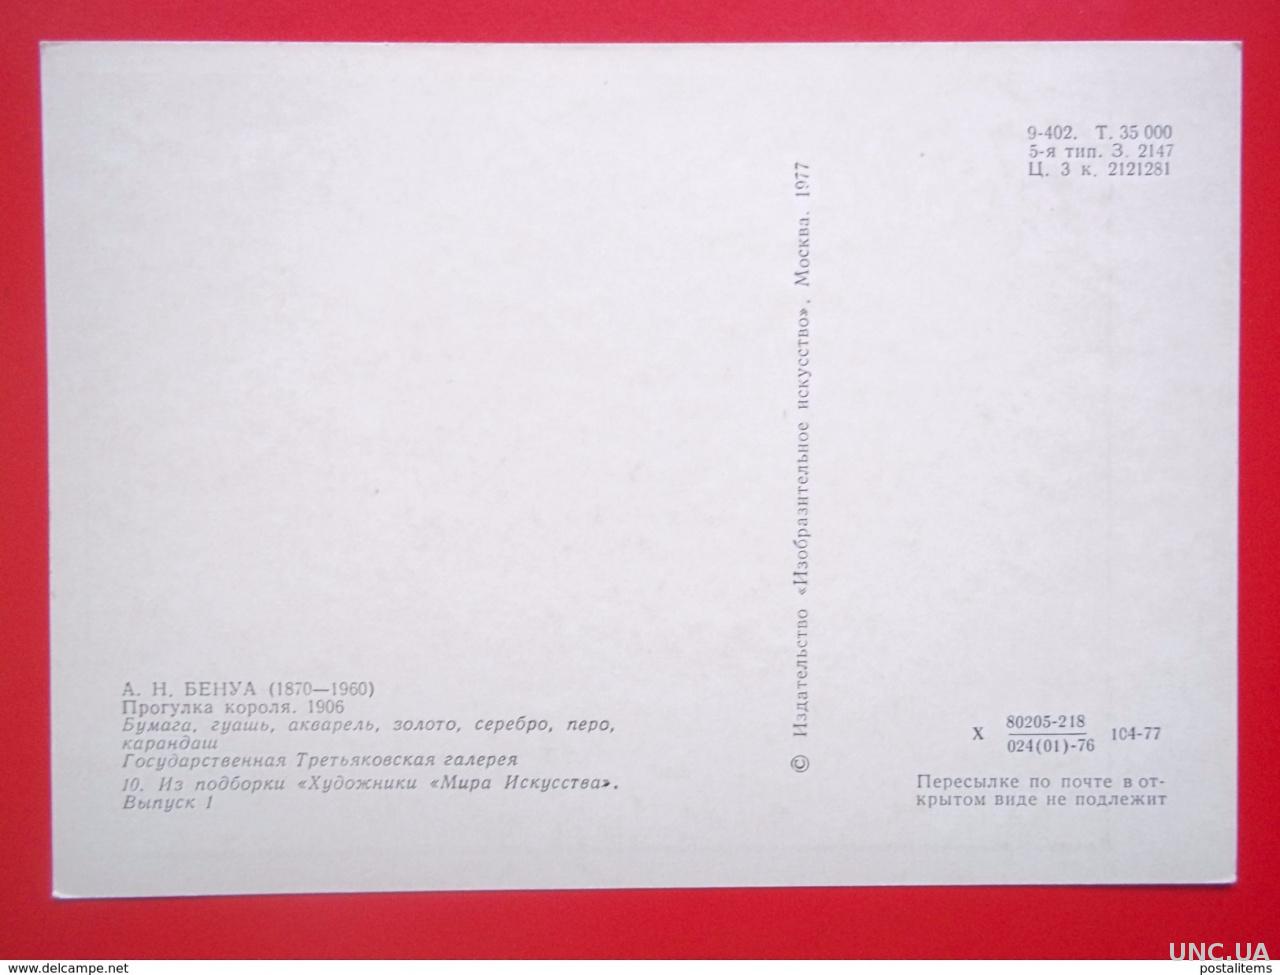 9-402. Т. 35 000
5-я тип. З. 2147
Ц. 3 к. 2121281
© Издательство «Изобразительное искусство». Москва. 1977
А. Н. БЕНУА (1870—1960)
Прогулка короля. 1906
Бумага, гуашь, акварель, золото, серебро, перо,
карандаш
Государственная Третьяковская галерея
10. Из подборки «Художники «Мира Искусства».
Выпуск 1
X 80205-218 104-77
024(01)-76
Пересылке по почте в от-
крытом виде не подлежит
UNC.UA
www.delcampe.net
postalitems